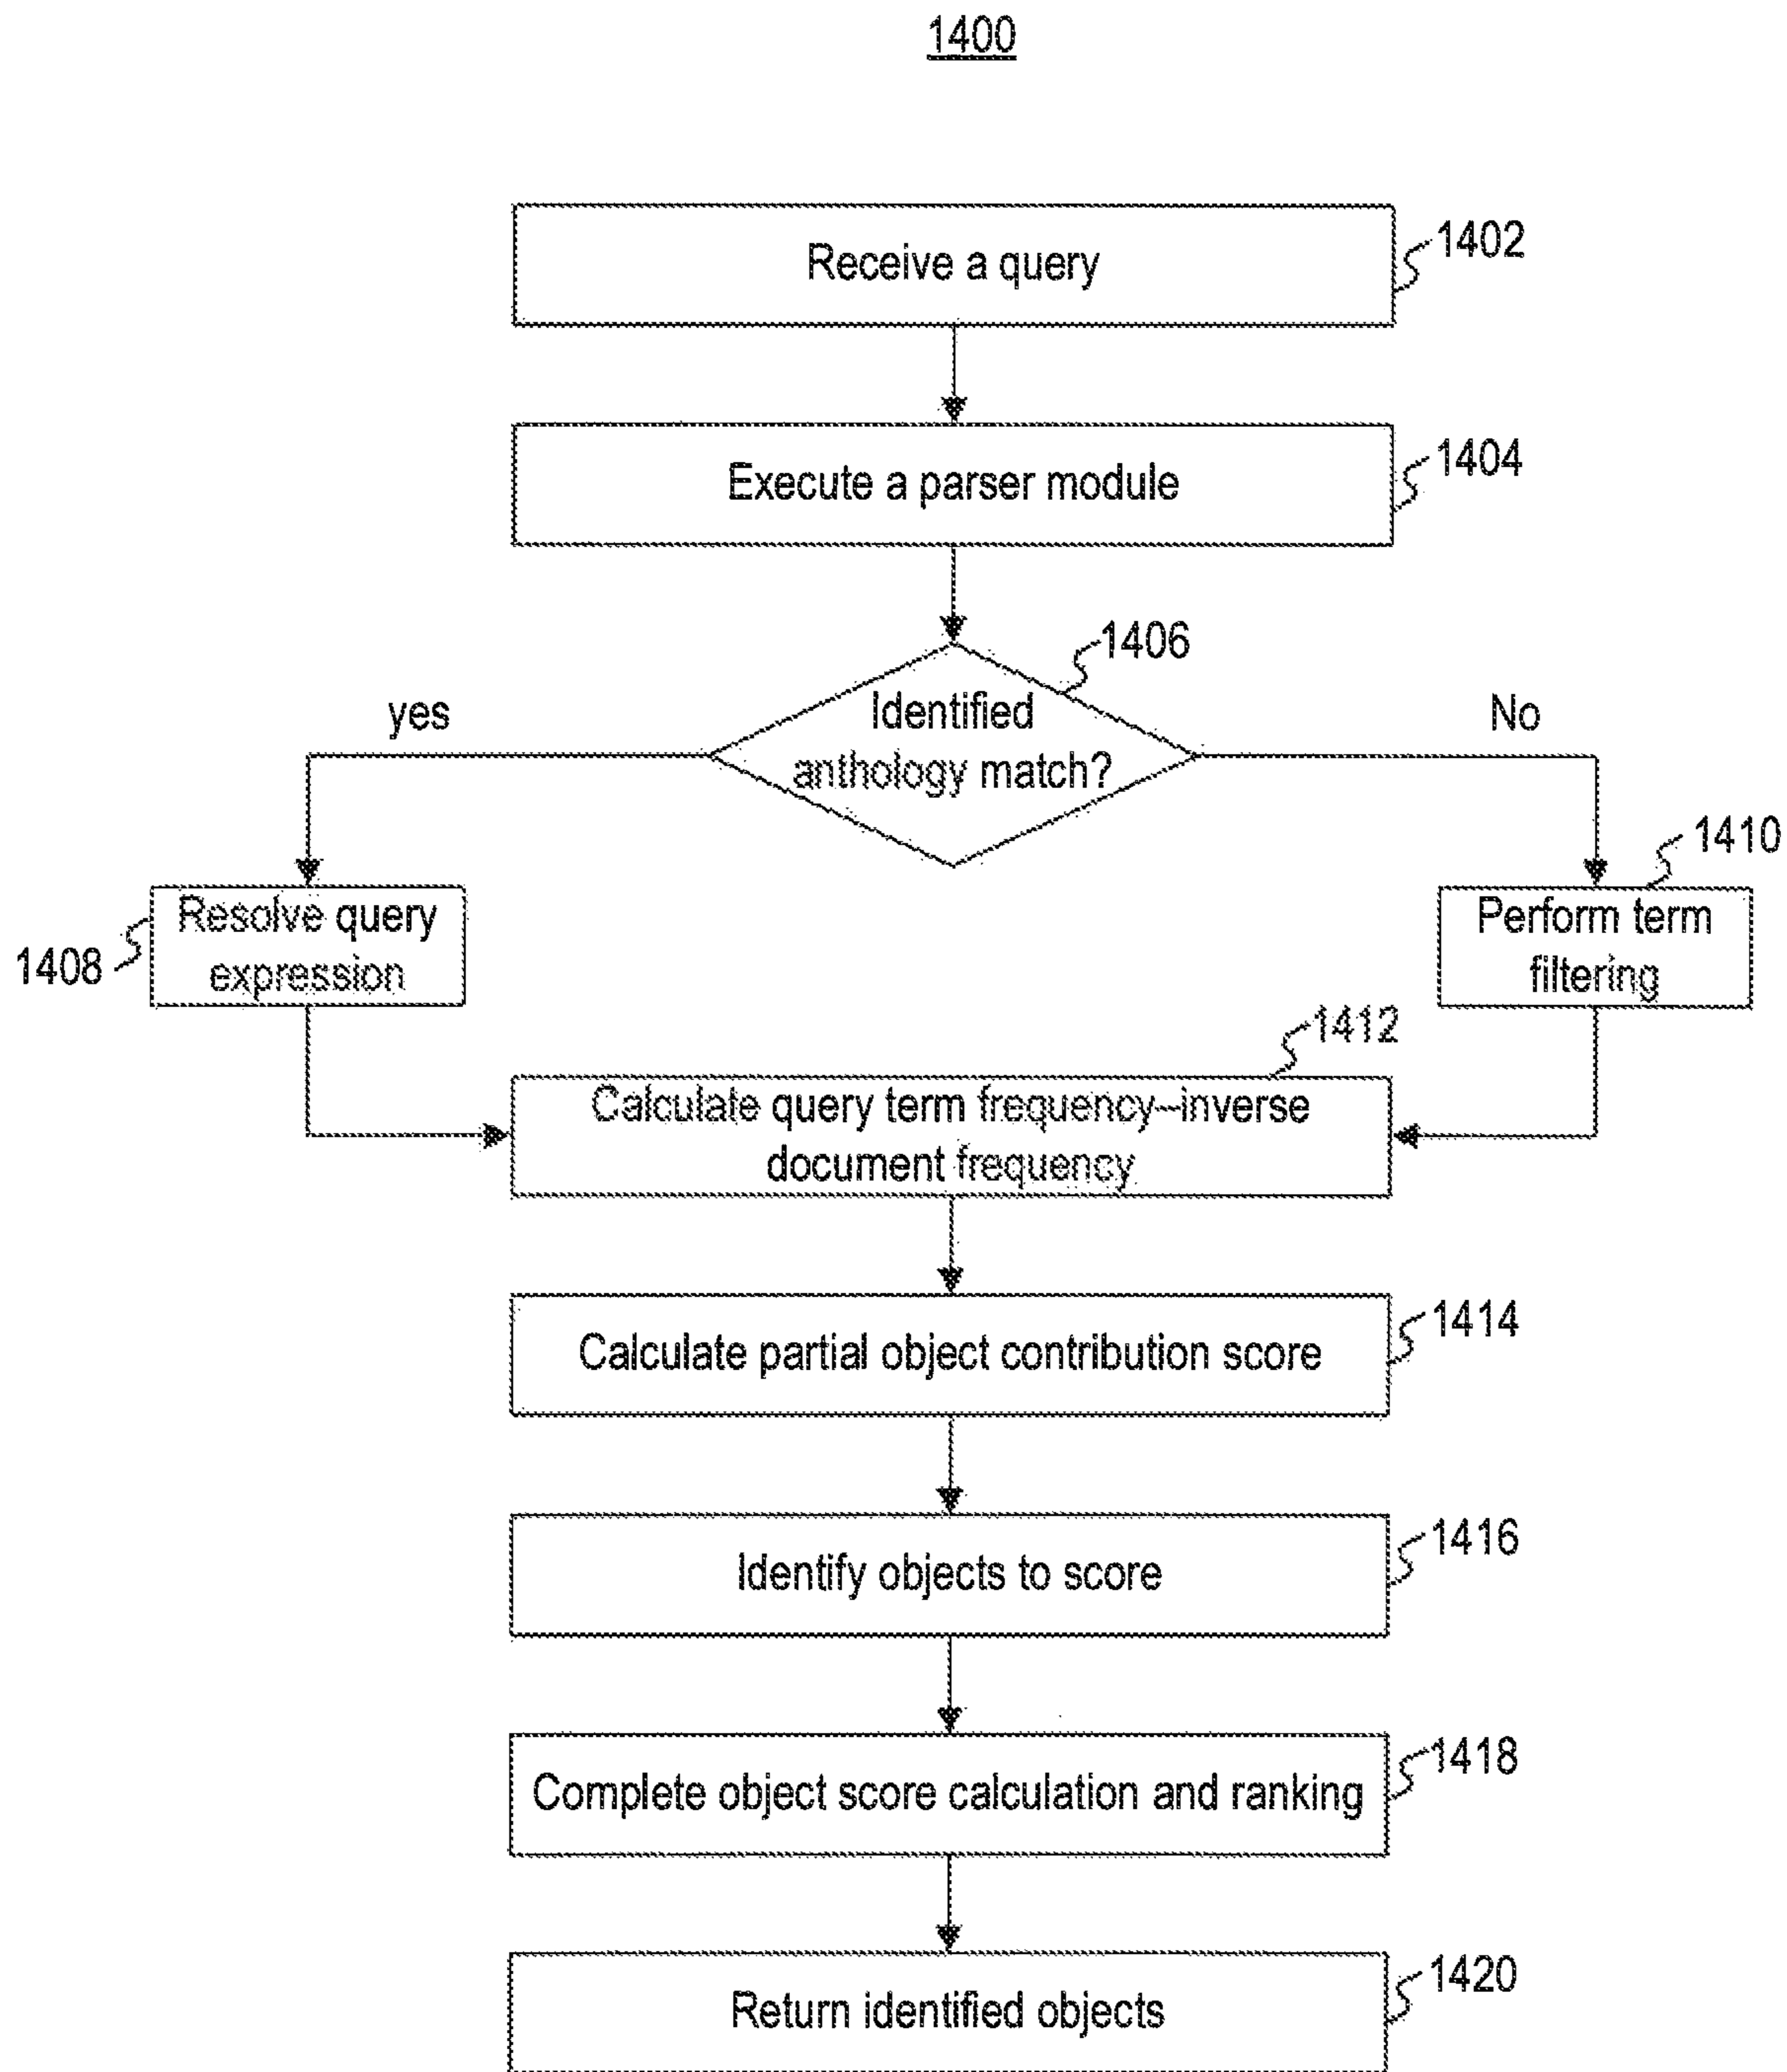 1400
Receive a query
1402
Execute a parser module
1404
1406
Identified
anthology match?
yes
No
1408
Resolve query
expression
1410
Perform term
filtering
1412
Calculate query term frequency–inverse
document frequency
Calculate partial object contribution score
1414
Identify objects to score
1416
Complete object score calculation and ranking
1418
Return identified objects
1420